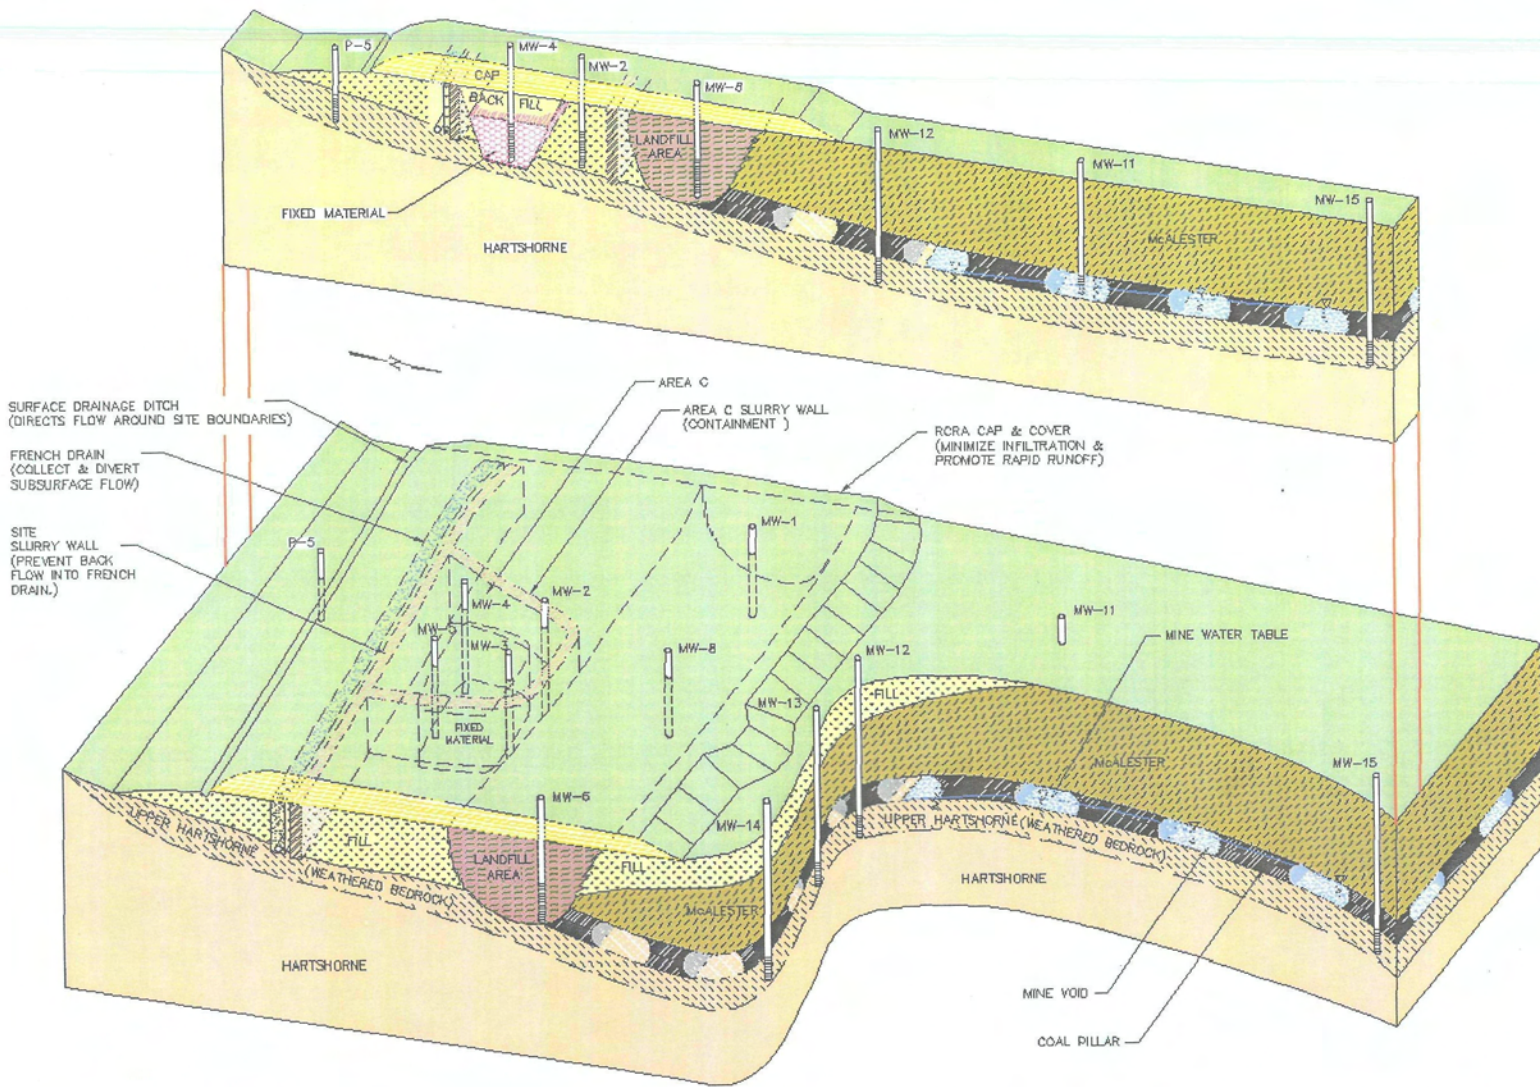 P-5
MW-4
MW-2
MW-8
CAP
BACK FILL
LANDFILL
AREA
MW-12
MW-11
MW-15
FIXED MATERIAL
HARTSHORNE
McALESTER
N
SURFACE DRAINAGE DITCH
(DIRECTS FLOW AROUND SITE BOUNDARIES)
FRENCH DRAIN
(COLLECT & DIVERT
SUBSURFACE FLOW)
SITE
SLURRY WALL
(PREVENT BACK
FLOW INTO FRENCH
DRAIN.)
AREA C
AREA C SLURRY WALL
(CONTAINMENT )
RCRA CAP & COVER
(MINIMIZE INFILTRATION &
PROMOTE RAPID RUNOFF)
P-5
MW-1
MW-4
MW-2
MW-5
MW-3
MW-8
MW-11
MINE WATER TABLE
MW-12
FILL
MW-13
FIXED
MATERIAL
McALESTER
MW-15
MW-6
MW-14
UPPER HARTSHORNE
FILL
(WEATHERED BEDROCK)
LANDFILL
AREA
FILL
McALESTER
UPPER HARTSHORNE (WEATHERED BEDROCK)
HARTSHORNE
HARTSHORNE
MINE VOID
COAL PILLAR